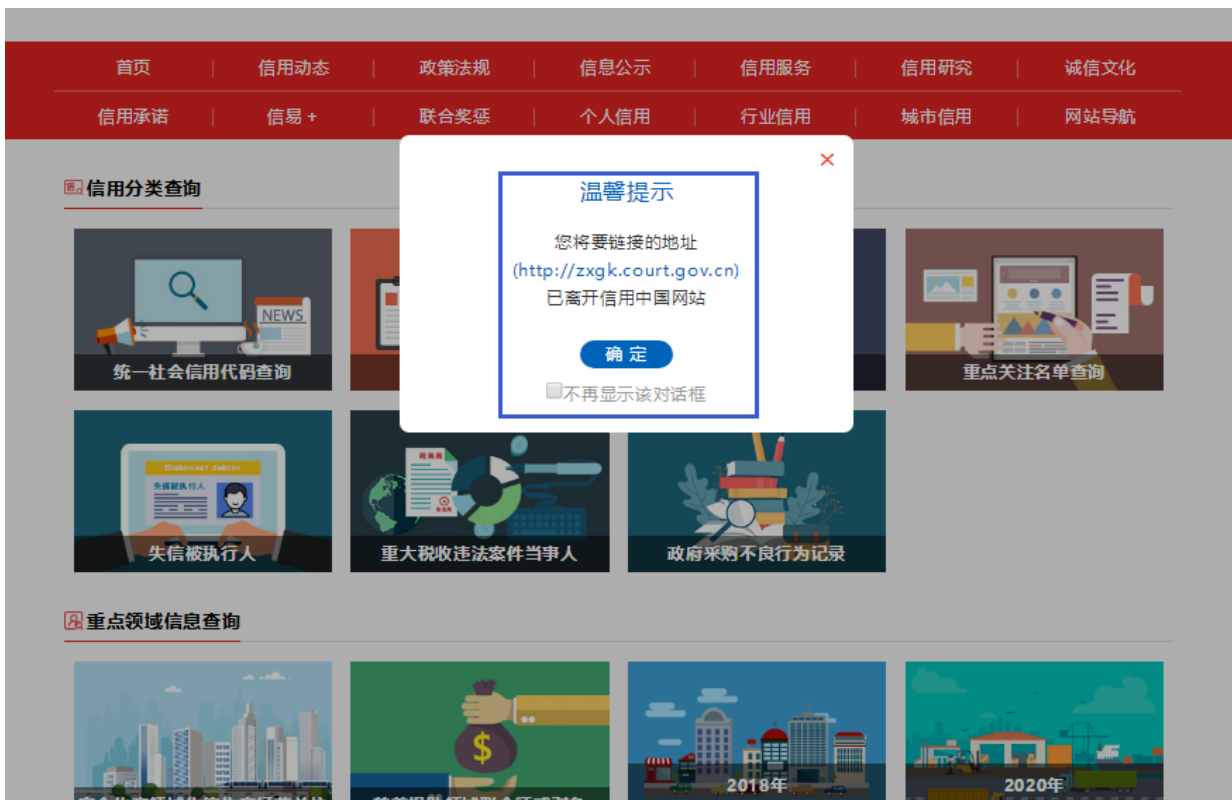 首页
信用动态
政策法规
信息公示
信用服务
信用研究
诚信文化
信用承诺
信易 +
联合奖惩
个人信用
行业信用
城市信用
网站导航
信用分类查询
温馨提示
您将要链接的地址
(http://zxgk.court.gov.cn)
已离开信用中国网站
确 定
不再显示该对话框
NEWS
统一社会信用代码查询
重点关注名单查询
Dishonest debtor
失信被执行人
失信被执行人
重大税收违法案件当事人
政府采购不良行为记录
重点领域信息查询
2018年
2020年